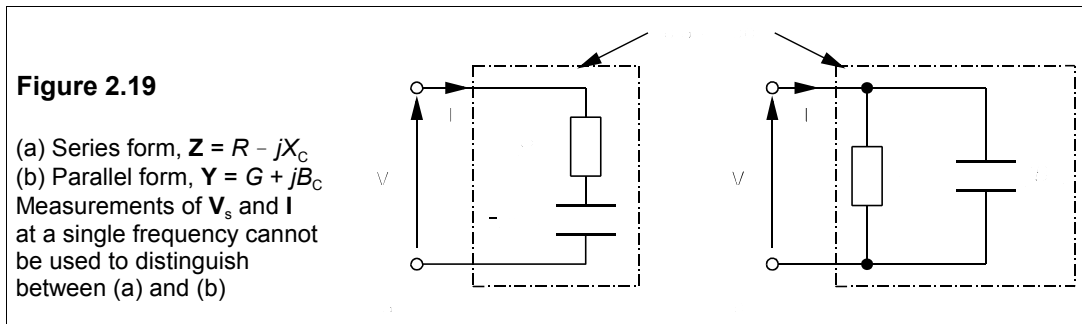 Figure 2.19
(a) Series form, Z = R − jX_C
(b) Parallel form, Y = G + jB_C
Measurements of V_s and I
at a single frequency cannot
be used to distinguish
between (a) and (b)
I
I
V
V